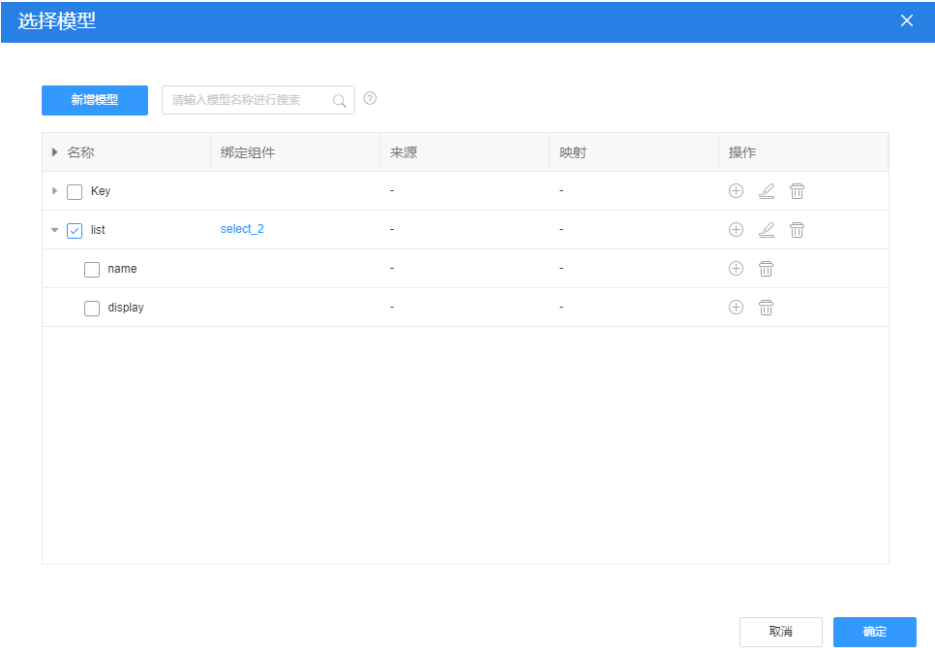 选择模型
新增模型 请输入模型名称进行搜索
名称 绑定组件 来源 映射 操作
Key - -
list select_2 - -
name - -
display - -
取消 确定